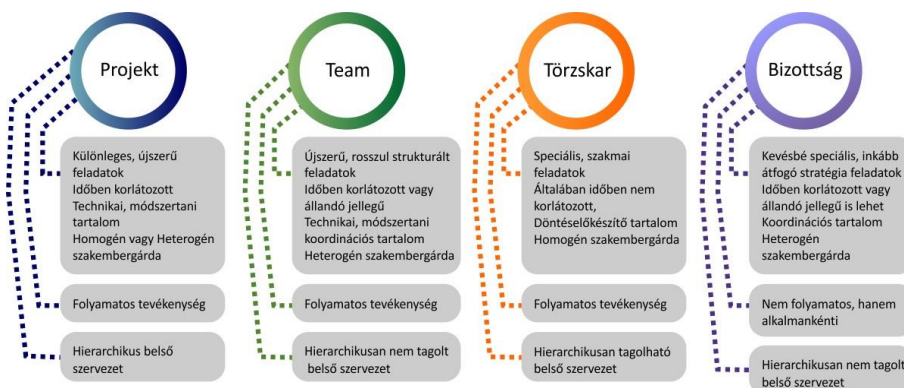 Projekt
Különleges, újszerű
feladatok
Időben korlátozott
Technikai, módszertani
tartalom
Homogén vagy Heterogén
szakembergárda
Folyamatos tevékenység
Hierarchikus belső
szervezet
Team
Újszerű, rosszul strukturált
feladatok
Időben korlátozott vagy
állandó jellegű
Technikai, módszertani
koordinációs tartalom
Heterogén szakembergárda
Folyamatos tevékenység
Hierarchikusan nem tagolt
belső szervezet
Törzskar
Speciális, szakmai
feladatok
Általában időben nem
korlátozott,
Döntéselőkészítő tartalom
Homogén szakembergárda
Folyamatos tevékenység
Hierarchikusan tagolható
belső szervezet
Bizottság
Kevésbé speciális, inkább
átfogó stratégia feladatok
Időben korlátozott vagy
állandó jellegű is lehet
Koordinációs tartalom
Heterogén
szakembergárda
Nem folyamatos, hanem
alkalmankénti
Hierarchikusan nem tagolt
belső szervezet